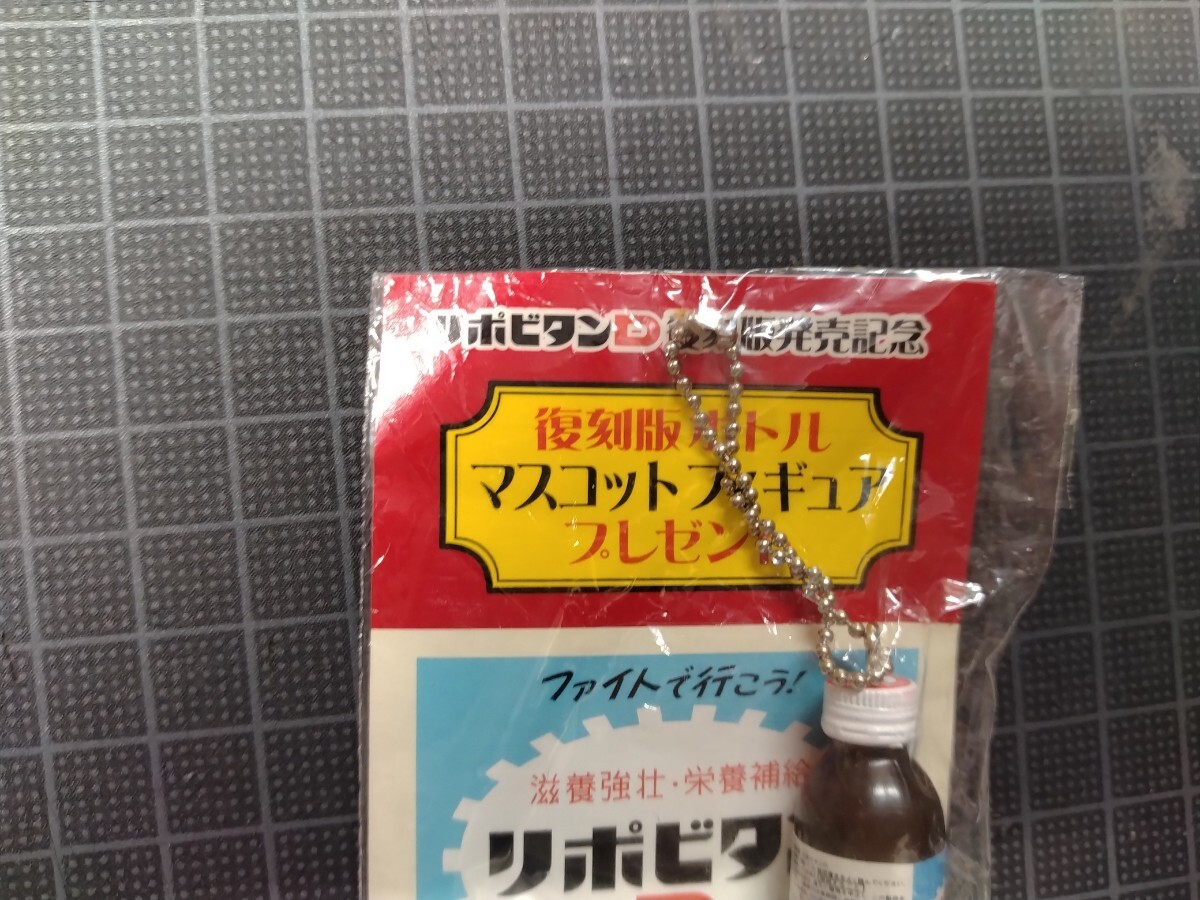 リポビタンD 復刻版発売記念
復刻版ボトル
マスコットフィギュア
プレゼント
ファイトで行こう!
滋養強壮・栄養補給
リポビタ
D